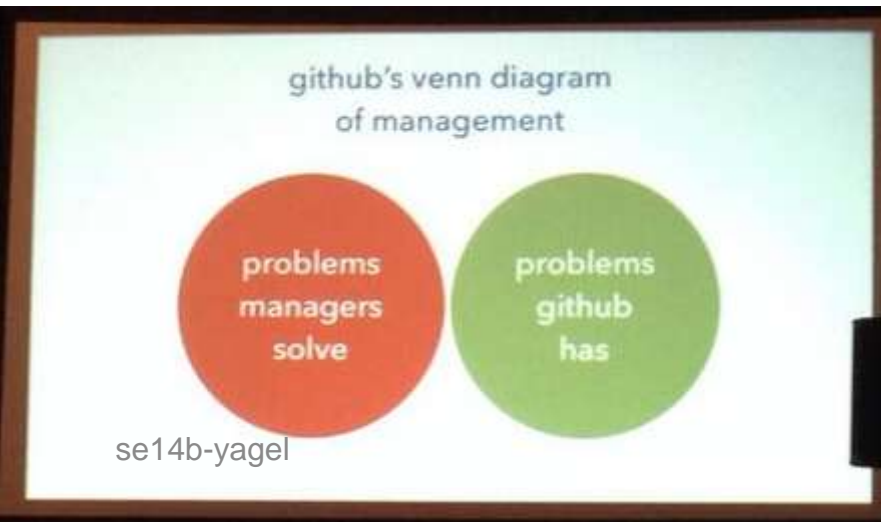 github's venn diagram
of management
problems
managers
solve
problems
github
has
se14b-yagel